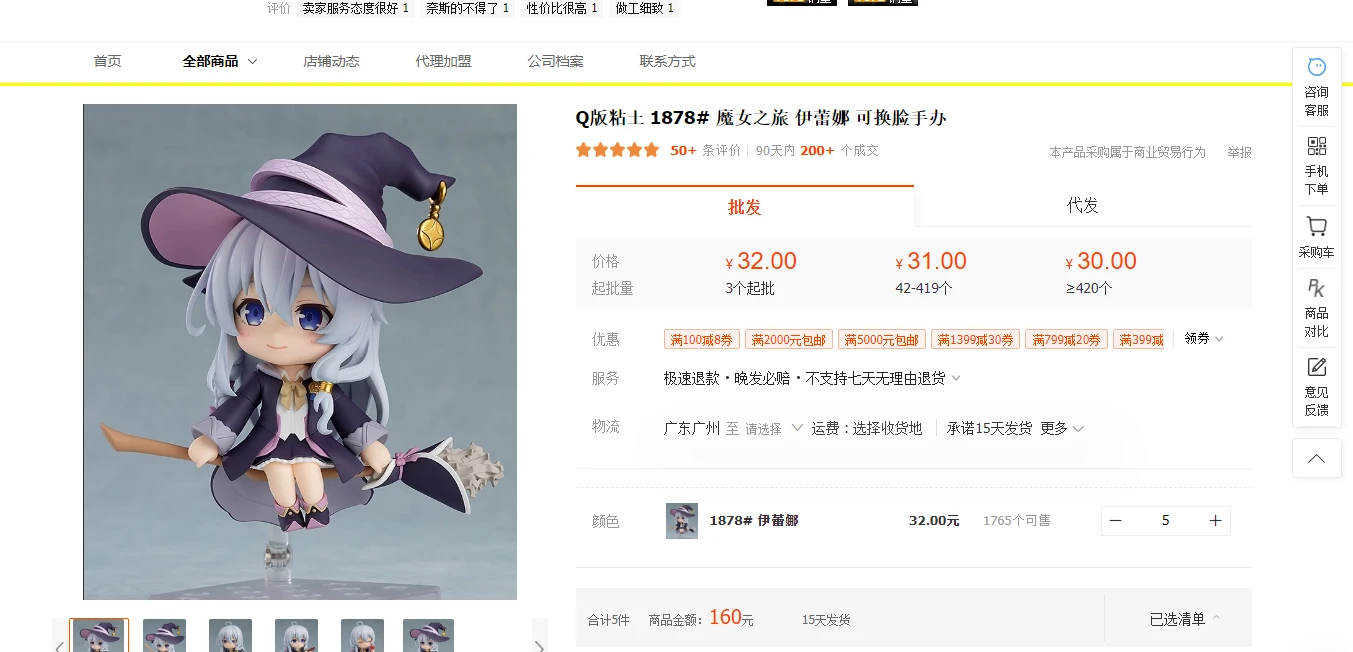 评价 卖家服务态度很好 1 奈斯的不得了 1 性价比很高 1 做工细致 1
首页 全部商品 店铺动态 代理加盟 公司档案 联系方式
Q版粘土 1878# 魔女之旅 伊蕾娜 可换脸手办
50+ 条评价 90天内 200+ 个成交 本产品采购属于商业贸易行为 举报
批发 代发
价格 ¥ 32.00 ¥ 31.00 ¥ 30.00
起批量 3个起批 42-419个 ≥420个
优惠 满100减8券 满2000元包邮 满5000元包邮 满1399减30券 满799减20券 满399减 领券
服务 极速退款·晚发必赔·不支持七天无理由退货
物流 广东广州 至 请选择 运费：选择收货地 承诺15天发货 更多
颜色 1878# 伊蕾娜 32.00元 1765个可售 − 5 +
合计5件 商品金额：160元 15天发货 已选清单
咨询
客服
手机
下单
采购车
PK
商品
对比
意见
反馈